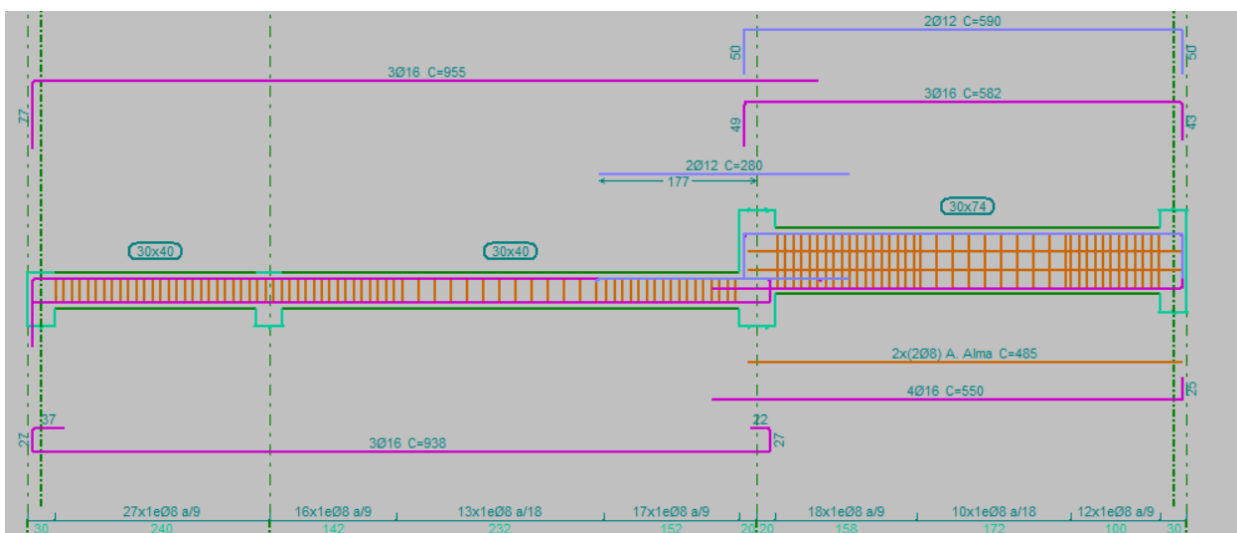 2Ø12 C=590
50
50
3Ø16 C=955
77
3Ø16 C=582
49
43
2Ø12 C=280
177
30x74
30x40
30x40
2x(2Ø8) A. Alma C=485
4Ø16 C=550
25
37
27
22
27
3Ø16 C=938
27x1eØ8 a/9
16x1eØ8 a/9
13x1eØ8 a/18
17x1eØ8 a/9
18x1eØ8 a/9
10x1eØ8 a/18
12x1eØ8 a/9
30
240
142
232
152
20
20
158
172
100
30